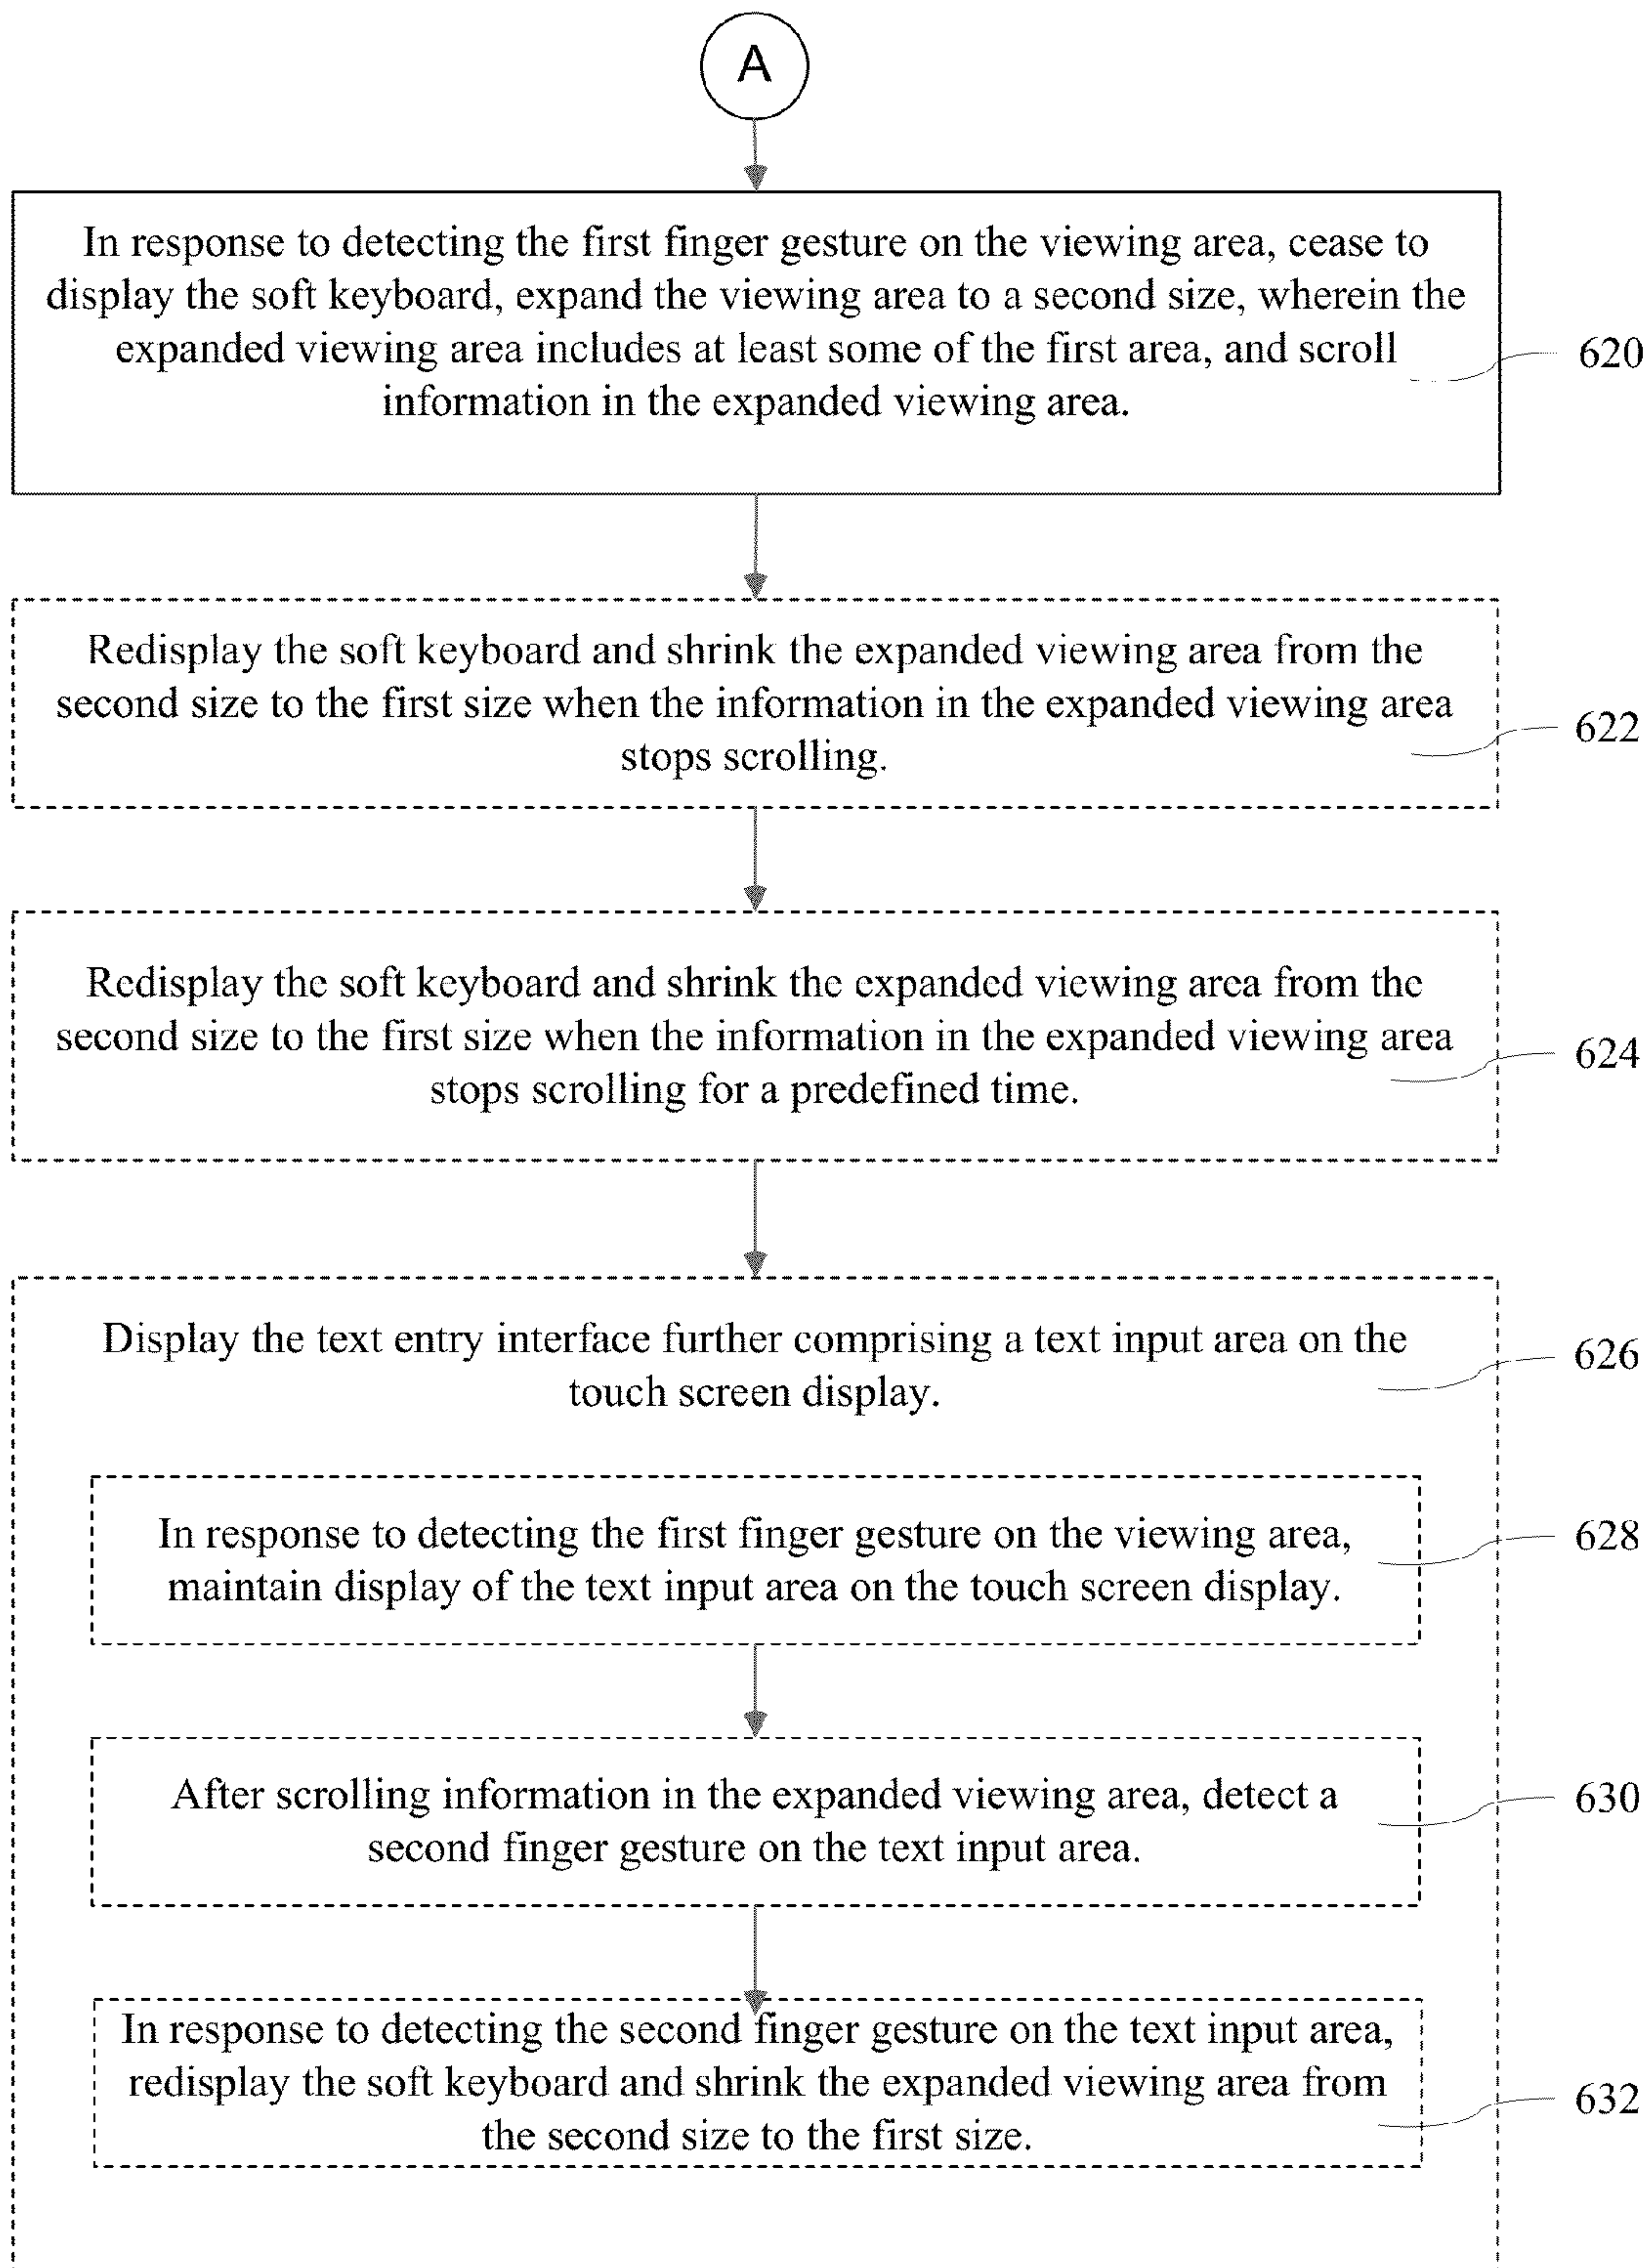 A
In response to detecting the first finger gesture on the viewing area, cease to
display the soft keyboard, expand the viewing area to a second size, wherein the
expanded viewing area includes at least some of the first area, and scroll
information in the expanded viewing area.
620
Redisplay the soft keyboard and shrink the expanded viewing area from the
second size to the first size when the information in the expanded viewing area
stops scrolling.
622
Redisplay the soft keyboard and shrink the expanded viewing area from the
second size to the first size when the information in the expanded viewing area
stops scrolling for a predefined time.
624
Display the text entry interface further comprising a text input area on the
touch screen display.
626
In response to detecting the first finger gesture on the viewing area,
maintain display of the text input area on the touch screen display.
628
After scrolling information in the expanded viewing area, detect a
second finger gesture on the text input area.
630
In response to detecting the second finger gesture on the text input area,
redisplay the soft keyboard and shrink the expanded viewing area from
the second size to the first size.
632